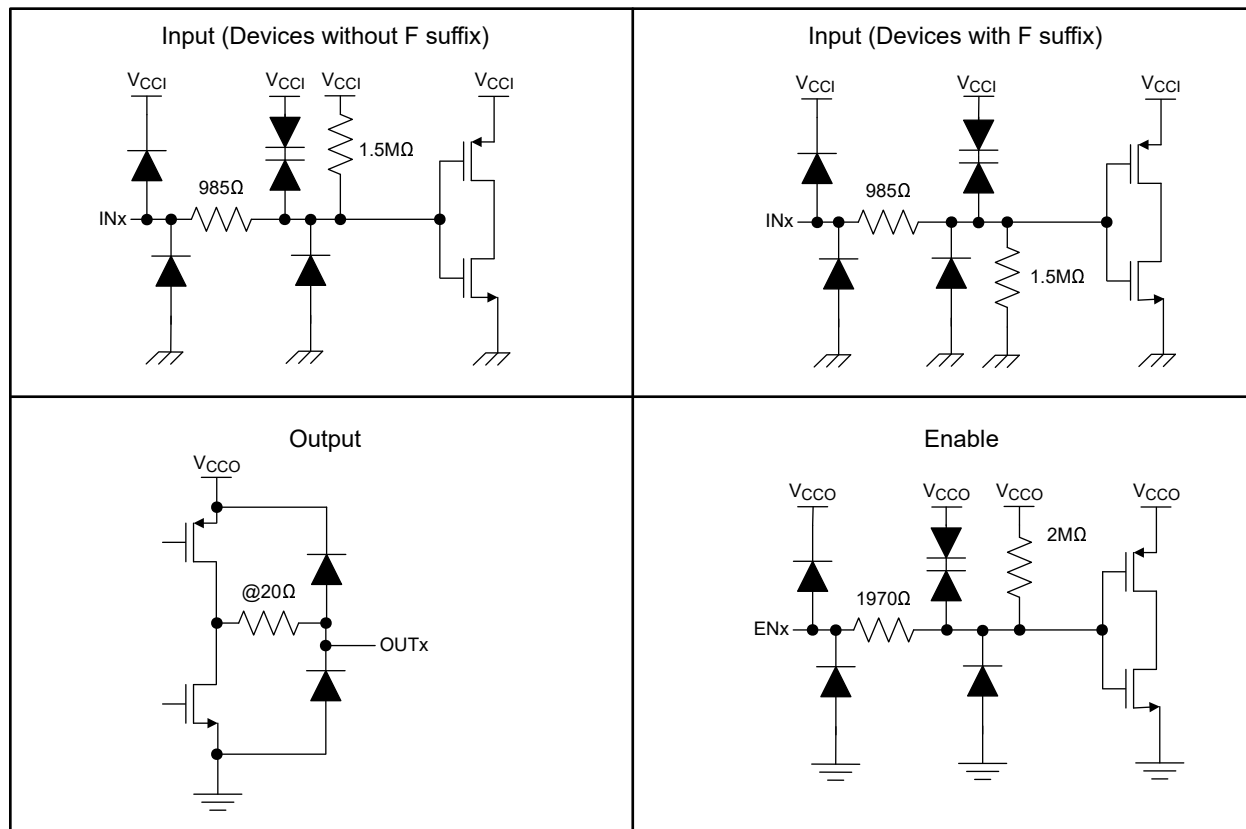 Input (Devices without F suffix)
VCCI
VCCI VCCI
VCCI
1.5MΩ
985Ω
INx
Input (Devices with F suffix)
VCCI
VCCI
VCCI
985Ω
INx
1.5MΩ
Output
VCCO
@20Ω
OUTx
Enable
VCCO
VCCO
VCCO
VCCO
2MΩ
1970Ω
ENx